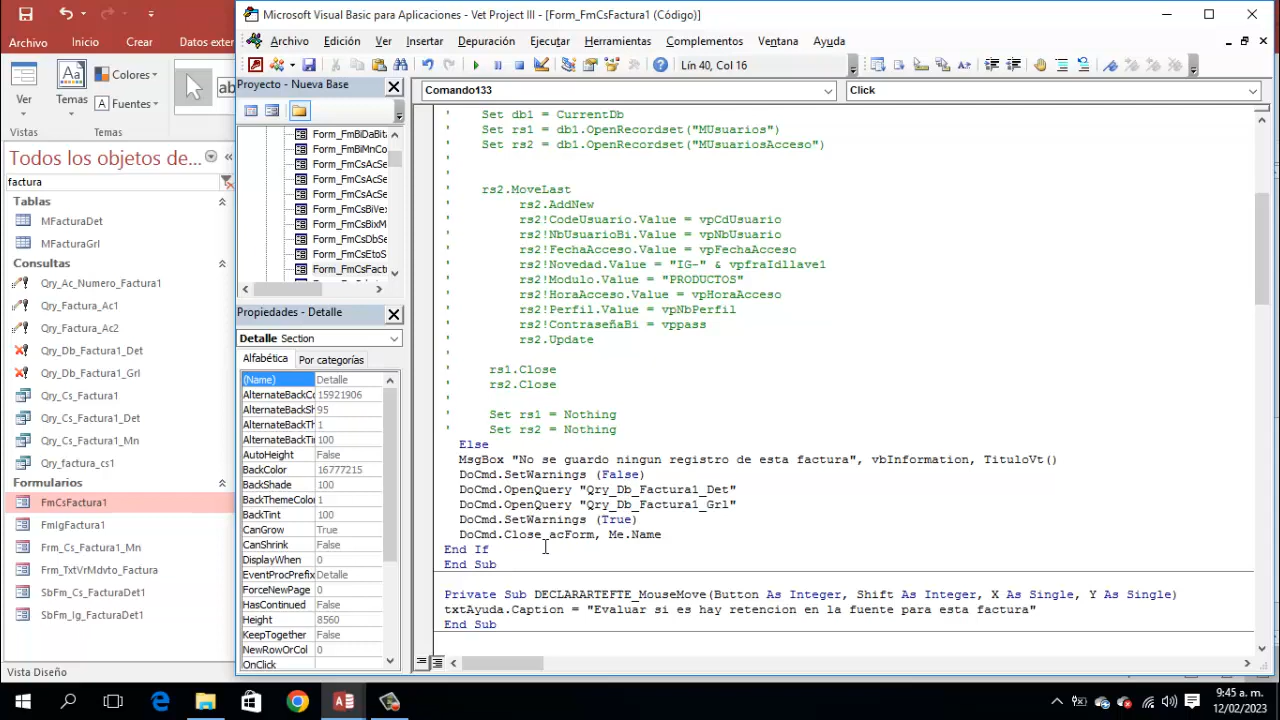 Microsoft Visual Basic para Aplicaciones - Vet Project III - [Form_FmCsFactura1 (Código)]
Archivo Inicio Crear Datos exter
Archivo Edición Ver Insertar Formato Depuración Ejecutar Herramientas Complementos Ventana Ayuda
Lín 40, Col 16
Ver
Temas
Colores
Fuentes
Vistas
Temas
Todos los objetos de...
factura
Tablas
MFacturaDet
MFacturaGrl
Consultas
Qry_Ac_Numero_Factura1
Qry_Factura_Ac1
Qry_Factura_Ac2
Qry_Db_Factura1_Det
Qry_Db_Factura1_Grl
Qry_Cs_Factura1
Qry_Cs_Factura1_Det
Qry_Cs_Factura1_Mn
Qry_factura_cs1
Formularios
FmCsFactura1
FmIgFactura1
Frm_Cs_Factura1_Mn
Frm_TxtVrMdvto_Factura
SbFm_Cs_FacturaDet1
SbFm_Ig_FacturaDet1
Vista Diseño
Proyecto - Nueva Base
Form_FmBiDaBita
Form_FmBiMnCo
Form_FmCsAcSe
Form_FmCsAcSe
Form_FmCsAcSe
Form_FmCsBiVex
Form_FmCsBixM
Form_FmCsDbSe
Form_FmCsEtoS
Form_FmCsFactu
Propiedades - Detalle
Detalle Section
Alfabética Por categorías
(Name) Detalle
AlternateBackCo 15921906
AlternateBackSh 95
AlternateBackTh 1
AlternateBackTin 100
AutoHeight False
BackColor 16777215
BackShade 100
BackThemeColor 1
BackTint 100
CanGrow True
CanShrink False
DisplayWhen 0
EventProcPrefix Detalle
ForceNewPage 0
HasContinued False
Height 8560
KeepTogether False
NewRowOrCol 0
OnClick
Comando133 Click
' Set db1 = CurrentDb
' Set rs1 = db1.OpenRecordset("MUsuarios")
' Set rs2 = db1.OpenRecordset("MUsuariosAcceso")
'
'
' rs2.MoveLast
' rs2.AddNew
' rs2!CodeUsuario.Value = vpCdUsuario
' rs2!NbUsuarioBi.Value = vpNbUsuario
' rs2!FechaAcceso.Value = vpFechaAcceso
' rs2!Novedad.Value = "IG-" & vpfraIdllave1
' rs2!Modulo.Value = "PRODUCTOS"
' rs2!HoraAcceso.Value = vpHoraAcceso
' rs2!Perfil.Value = vpNbPerfil
' rs2!ContraseñaBi = vppass
' rs2.Update
'
' rs1.Close
' rs2.Close
'
' Set rs1 = Nothing
' Set rs2 = Nothing
Else
MsgBox "No se guardo ningun registro de esta factura", vbInformation, TituloVt()
DoCmd.SetWarnings (False)
DoCmd.OpenQuery "Qry_Db_Factura1_Det"
DoCmd.OpenQuery "Qry_Db_Factura1_Grl"
DoCmd.SetWarnings (True)
DoCmd.Close acForm, Me.Name
End If
End Sub
Private Sub DECLARARTEFTE_MouseMove(Button As Integer, Shift As Integer, X As Single, Y As Single)
txtAyuda.Caption = "Evaluar si es hay retencion en la fuente para esta factura"
End Sub
9:45 a. m.
12/02/2023